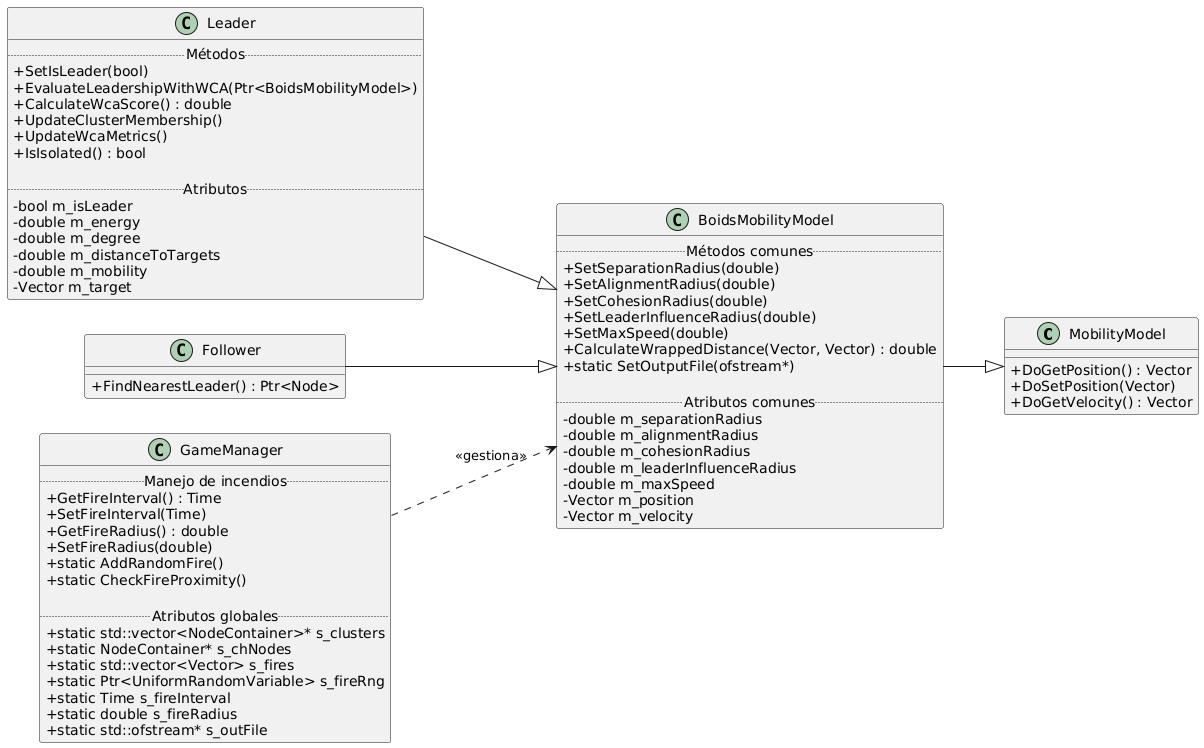 C Leader
Métodos
+SetIsLeader(bool)
+EvaluateLeadershipWithWCA(Ptr<BoidsMobilityModel>)
+CalculateWcaScore() : double
+UpdateClusterMembership()
+UpdateWcaMetrics()
+IsIsolated() : bool
Atributos
-bool m_isLeader
-double m_energy
-double m_degree
-double m_distanceToTargets
-double m_mobility
-Vector m_target
C Follower
+FindNearestLeader() : Ptr<Node>
C GameManager
Manejo de incendios
+GetFireInterval() : Time
+SetFireInterval(Time)
+GetFireRadius() : double
+SetFireRadius(double)
+static AddRandomFire()
+static CheckFireProximity()
Atributos globales
+static std::vector<NodeContainer>* s_clusters
+static NodeContainer* s_chNodes
+static std::vector<Vector> s_fires
+static Ptr<UniformRandomVariable> s_fireRng
+static Time s_fireInterval
+static double s_fireRadius
+static std::ofstream* s_outFile
«gestiona»
C BoidsMobilityModel
Métodos comunes
+SetSeparationRadius(double)
+SetAlignmentRadius(double)
+SetCohesionRadius(double)
+SetLeaderInfluenceRadius(double)
+SetMaxSpeed(double)
+CalculateWrappedDistance(Vector, Vector) : double
+static SetOutputFile(ofstream*)
Atributos comunes
-double m_separationRadius
-double m_alignmentRadius
-double m_cohesionRadius
-double m_leaderInfluenceRadius
-double m_maxSpeed
-Vector m_position
-Vector m_velocity
C MobilityModel
+DoGetPosition() : Vector
+DoSetPosition(Vector)
+DoGetVelocity() : Vector